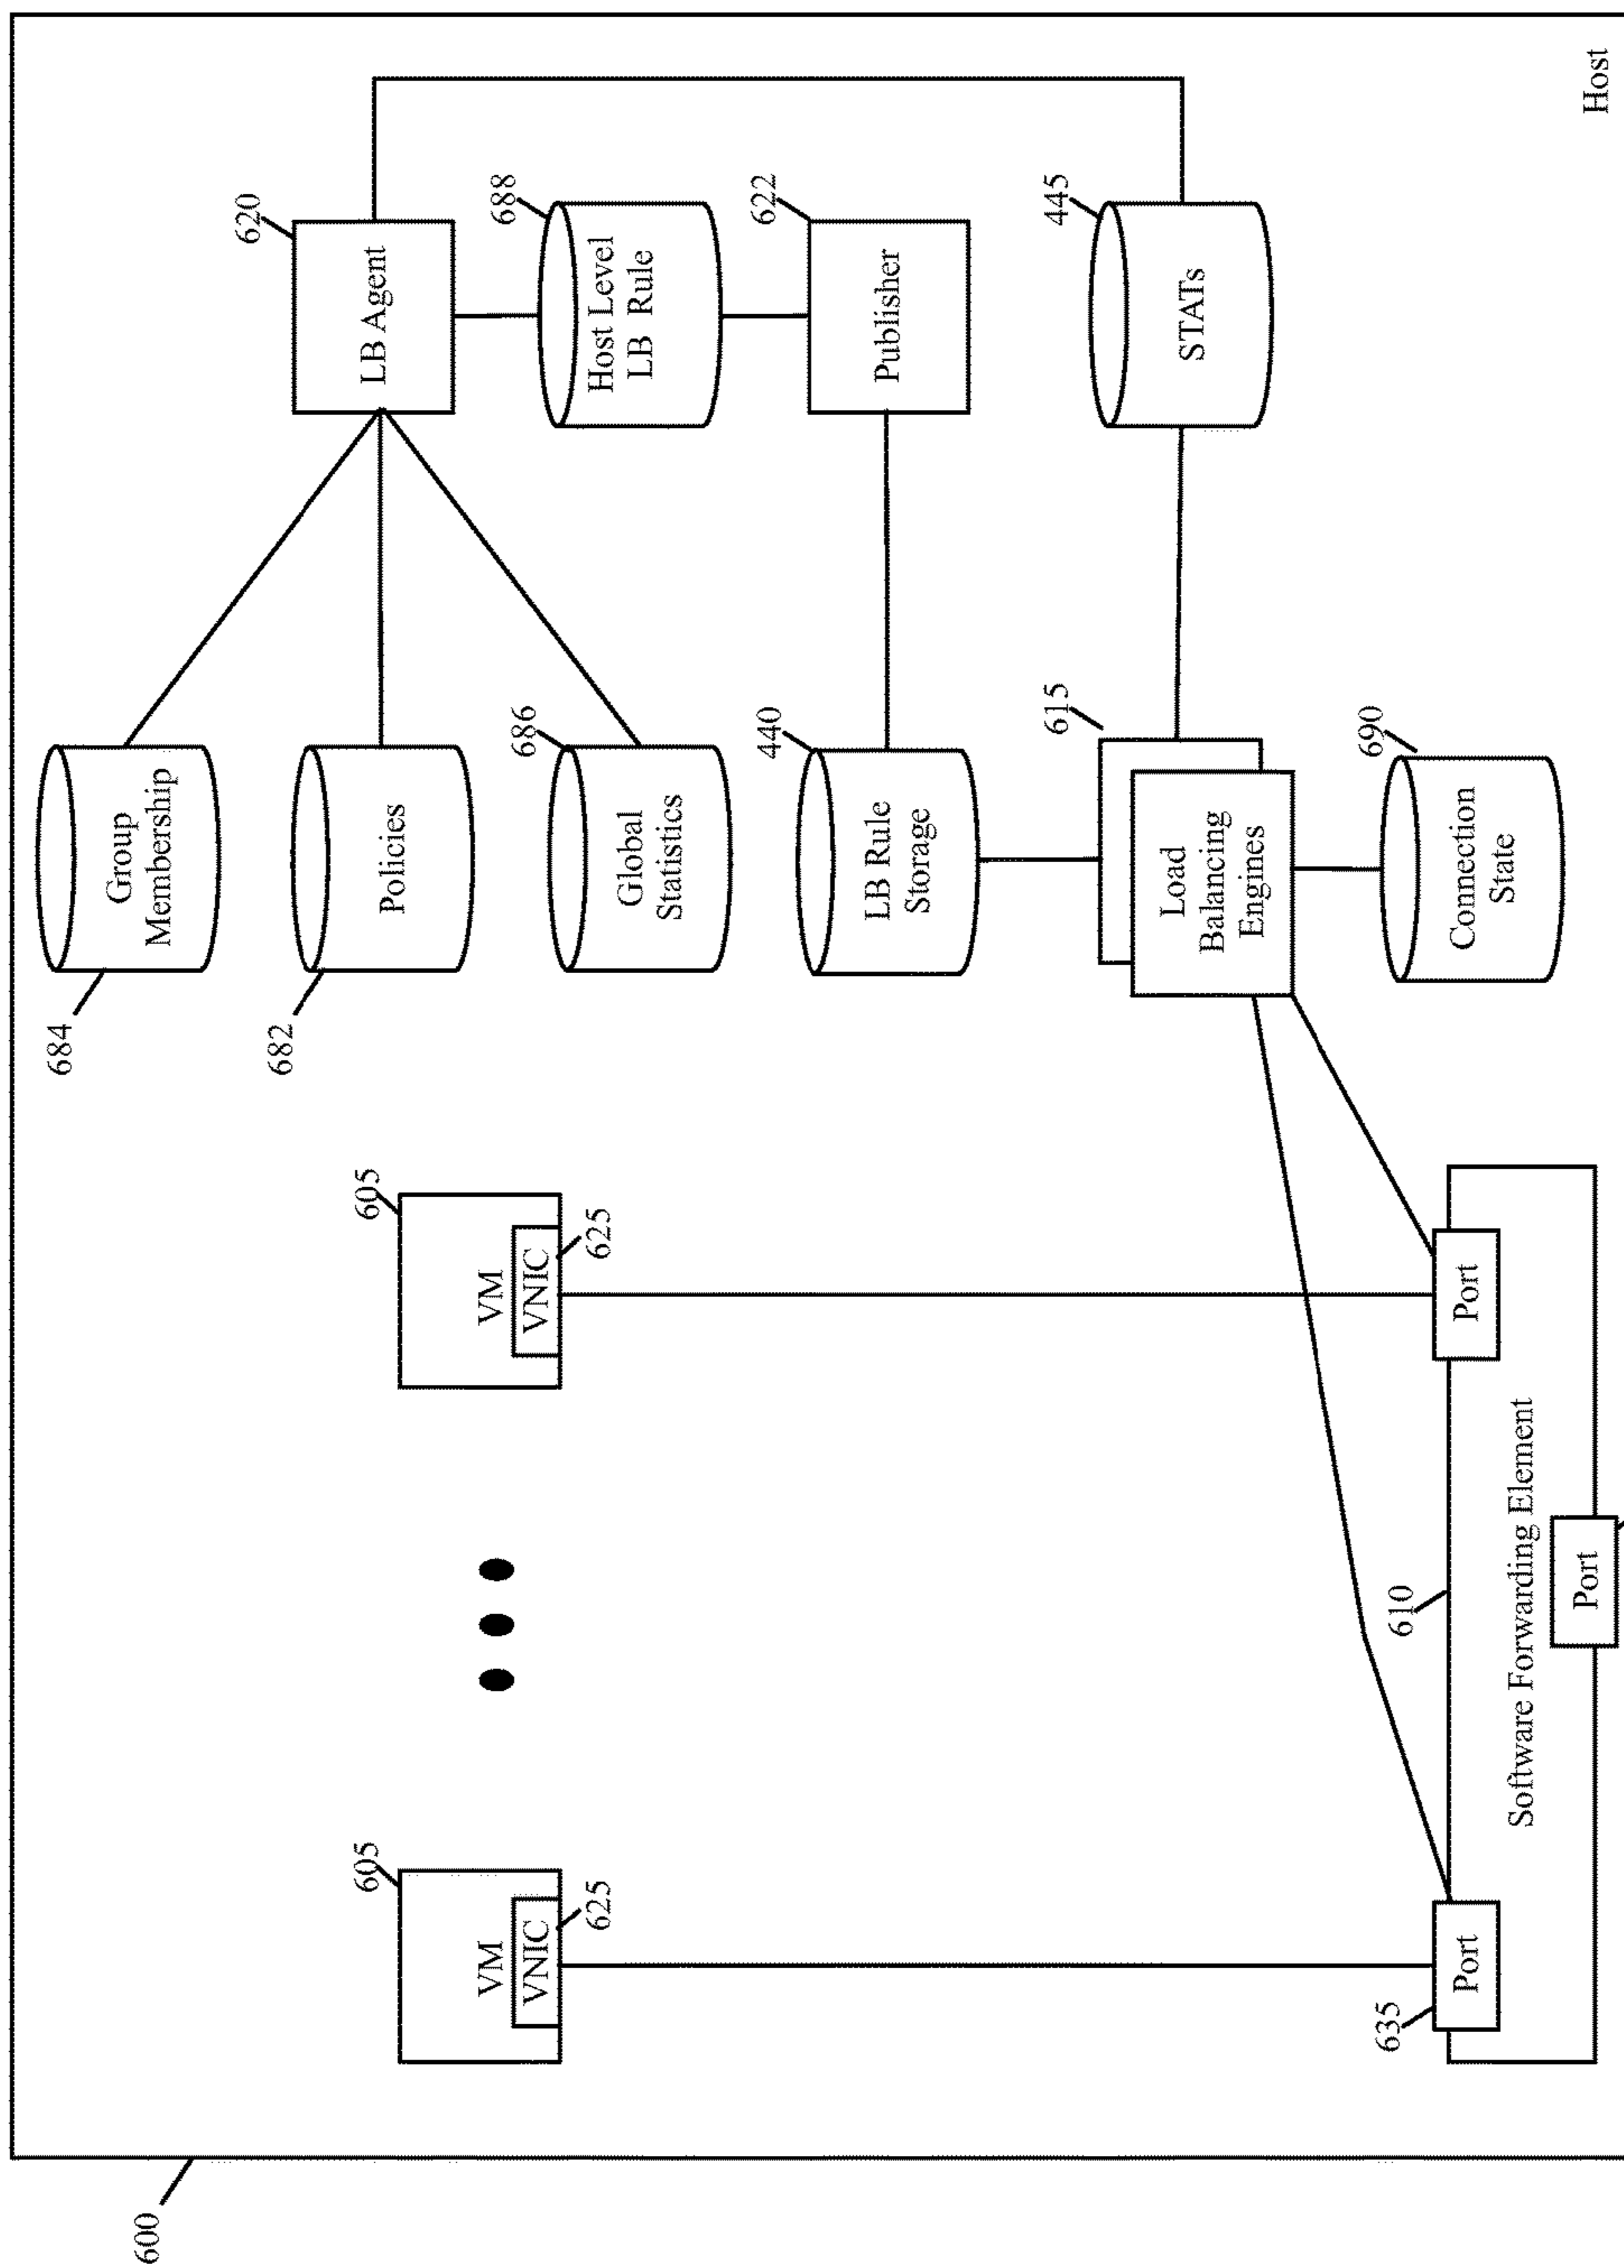 600
605
VM
VNIC
625
605
VM
VNIC
625
635
Port
610
Software Forwarding Element
Port
Port
684
Group
Membership
682
Policies
686
Global
Statistics
440
LB Rule
Storage
615
Load
Balancing
Engines
690
Connection
State
620
LB Agent
688
Host Level
LB Rule
622
Publisher
445
STATs
Host